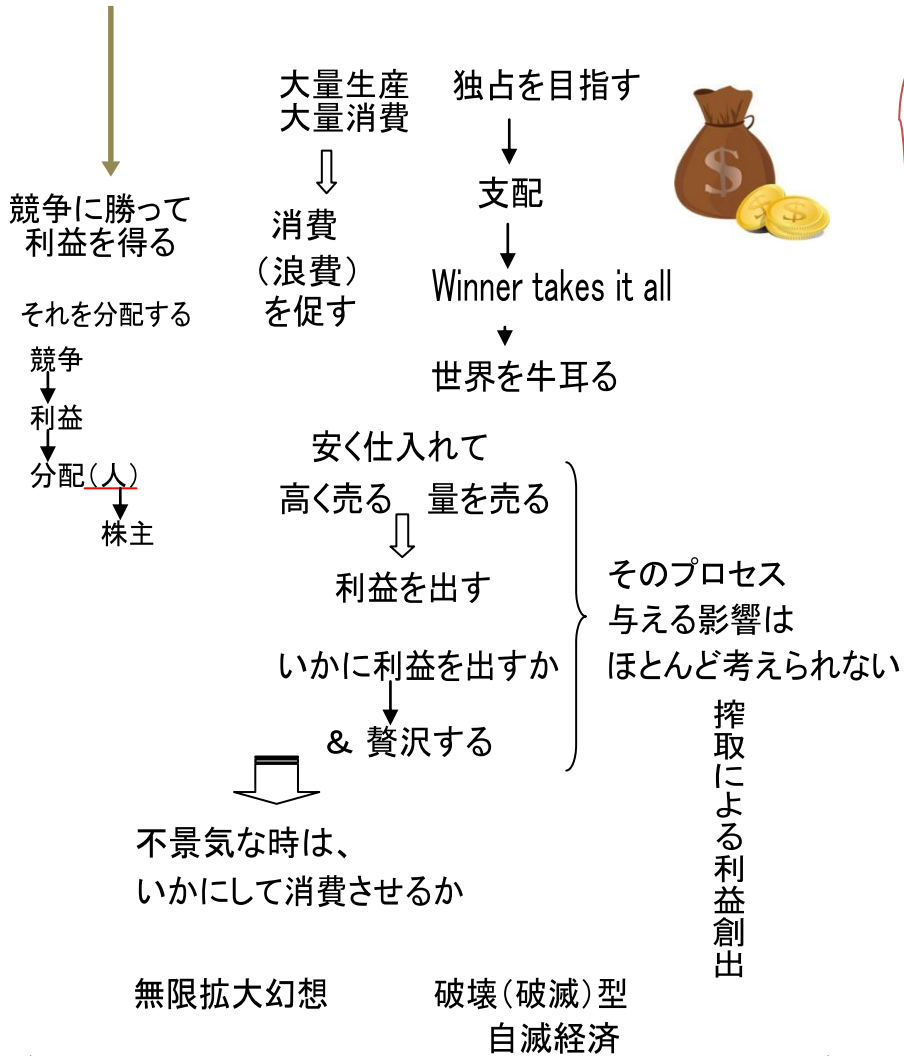 競争に勝って
利益を得る
それを分配する
競争
利益
分配(人)
株主
大量生産
大量消費
消費
(浪費)
を促す
独占を目指す
支配
Winner takes it all
世界を牛耳る
$
$
安く仕入れて
高く売る 量を売る
利益を出す
いかに利益を出すか
& 贅沢する
そのプロセス
与える影響は
ほとんど考えられない
搾取による利益創出
不景気な時は、
いかにして消費させるか
無限拡大幻想
破壊(破滅)型
自滅経済